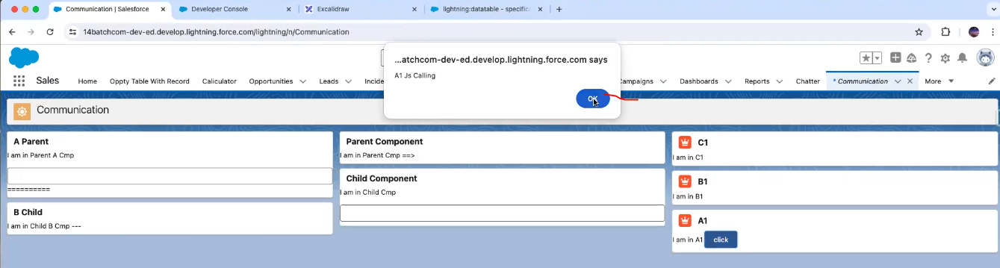 Communication | Salesforce
Developer Console
Excalidraw
lightning:datatable - specific
14batchcom-dev-ed.develop.lightning.force.com/lightning/n/Communication
...atchcom-dev-ed.develop.lightning.force.com says
A1 Js Calling
OK
Sales
Home
Oppty Table With Record
Calculator
Opportunities
Leads
Incide
ampaigns
Dashboards
Reports
Chatter
* Communication
More
Communication
A Parent
I am in Parent A Cmp
==========
B Child
I am in Child B Cmp ---
Parent Component
I am in Parent Cmp ==>
Child Component
I am in Child Cmp
C1
I am in C1
B1
I am in B1
A1
I am in A1 click